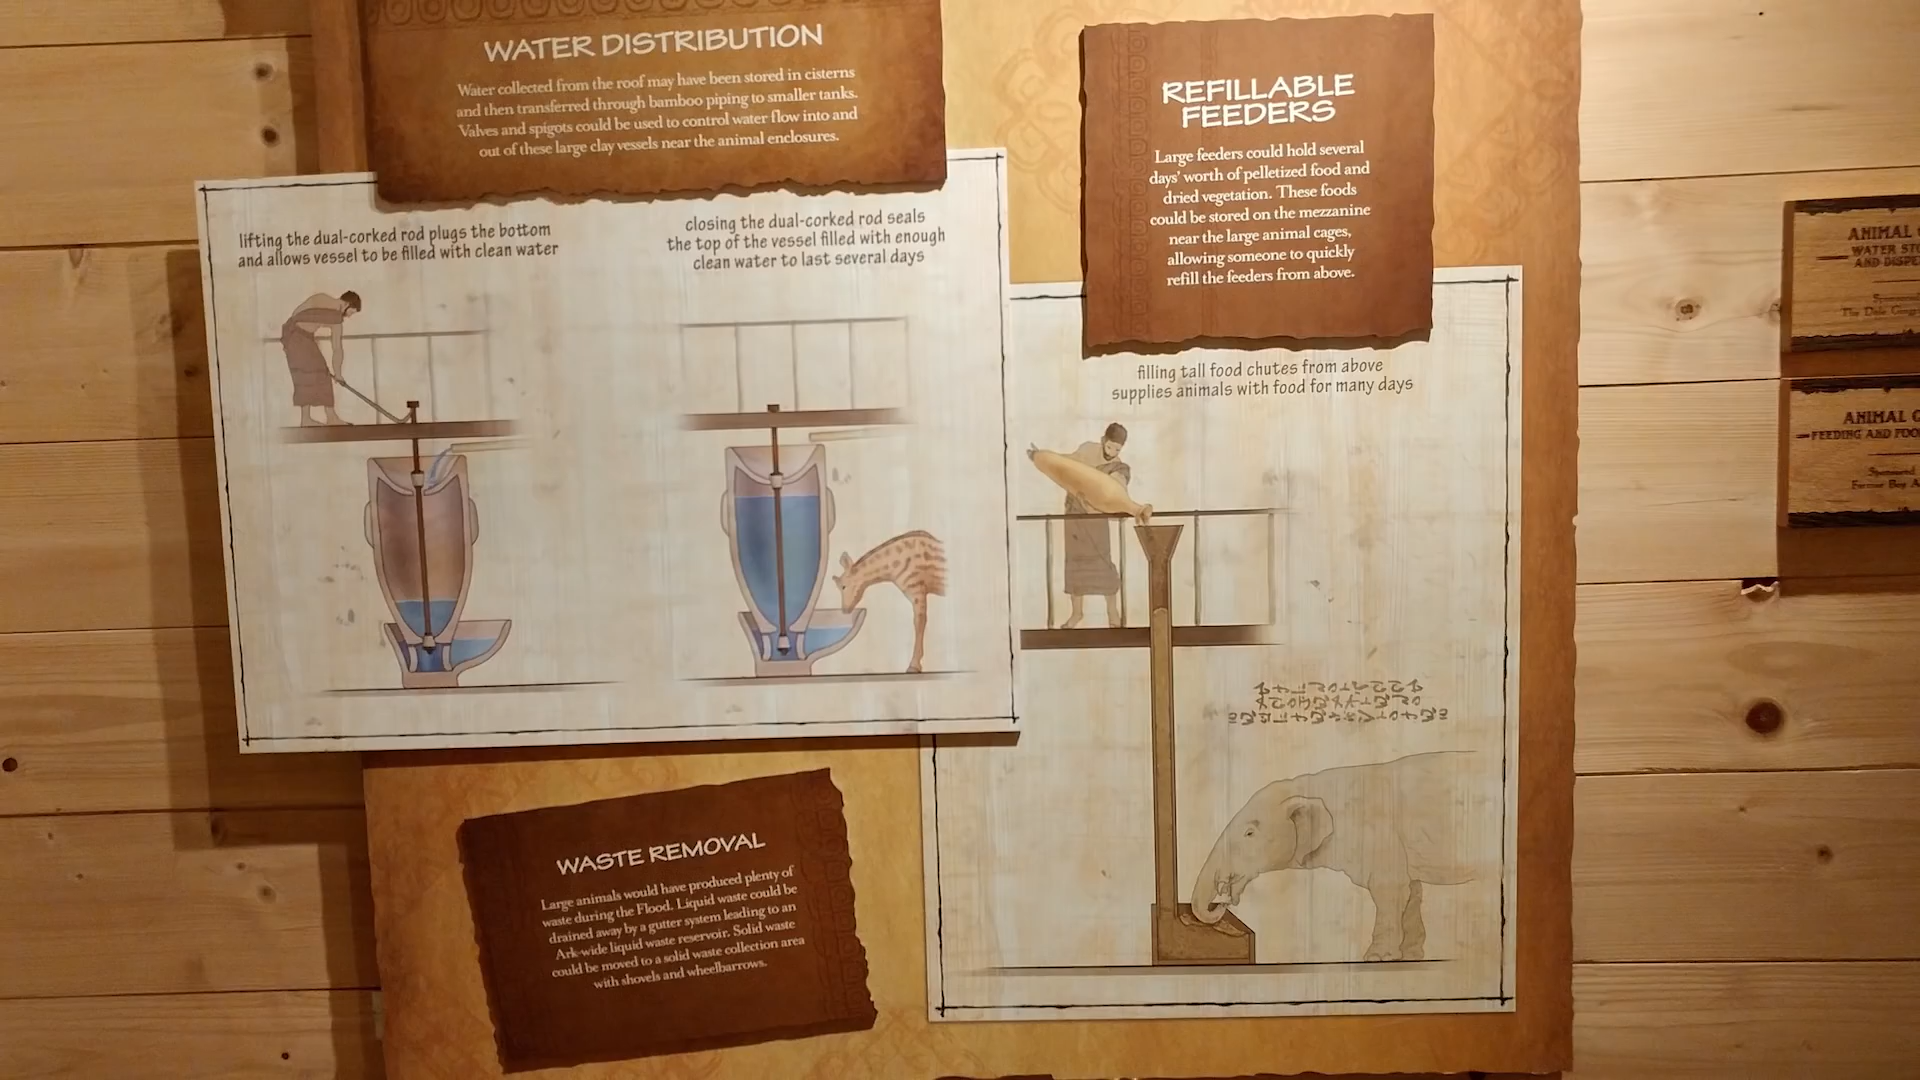 WATER DISTRIBUTION
Water collected from the roof may have been stored in cisterns
and then transferred through bamboo piping to smaller tanks.
Valves and spigots could be used to control water flow into and
out of these large clay vessels near the animal enclosures.
lifting the dual-corked rod plugs the bottom
and allows vessel to be filled with clean water
closing the dual-corked rod seals
the top of the vessel filled with enough
clean water to last several days
REFILLABLE
FEEDERS
Large feeders could hold several
days' worth of pelletized food and
dried vegetation. These foods
could be stored on the mezzanine
near the large animal cages,
allowing someone to quickly
refill the feeders from above.
filling tall food chutes from above
supplies animals with food for many days
WASTE REMOVAL
Large animals would have produced plenty of
waste during the Flood. Liquid waste could be
drained away by a gutter system leading to an
Ark-wide liquid waste reservoir. Solid waste
could be moved to a solid waste collection area
with shovels and wheelbarrows.
ANIMAL
WATER
AND
The Dale
ANIMAL
FEEDING AND